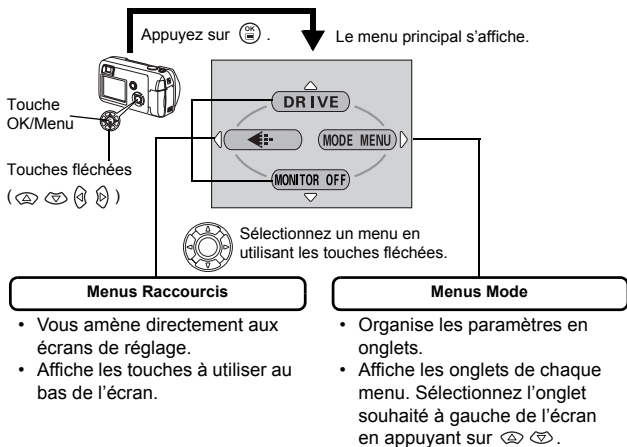 Appuyez sur OK .
Le menu principal s’affiche.
Touche
OK/Menu
Touches fléchées
( )
DRIVE
MODE MENU
MONITOR OFF
Sélectionnez un menu en
utilisant les touches fléchées.
Menus Raccourcis
• Vous amène directement aux
écrans de réglage.
• Affiche les touches à utiliser au
bas de l’écran.
Menus Mode
• Organise les paramètres en
onglets.
• Affiche les onglets de chaque
menu. Sélectionnez l’onglet
souhaité à gauche de l’écran
en appuyant sur .